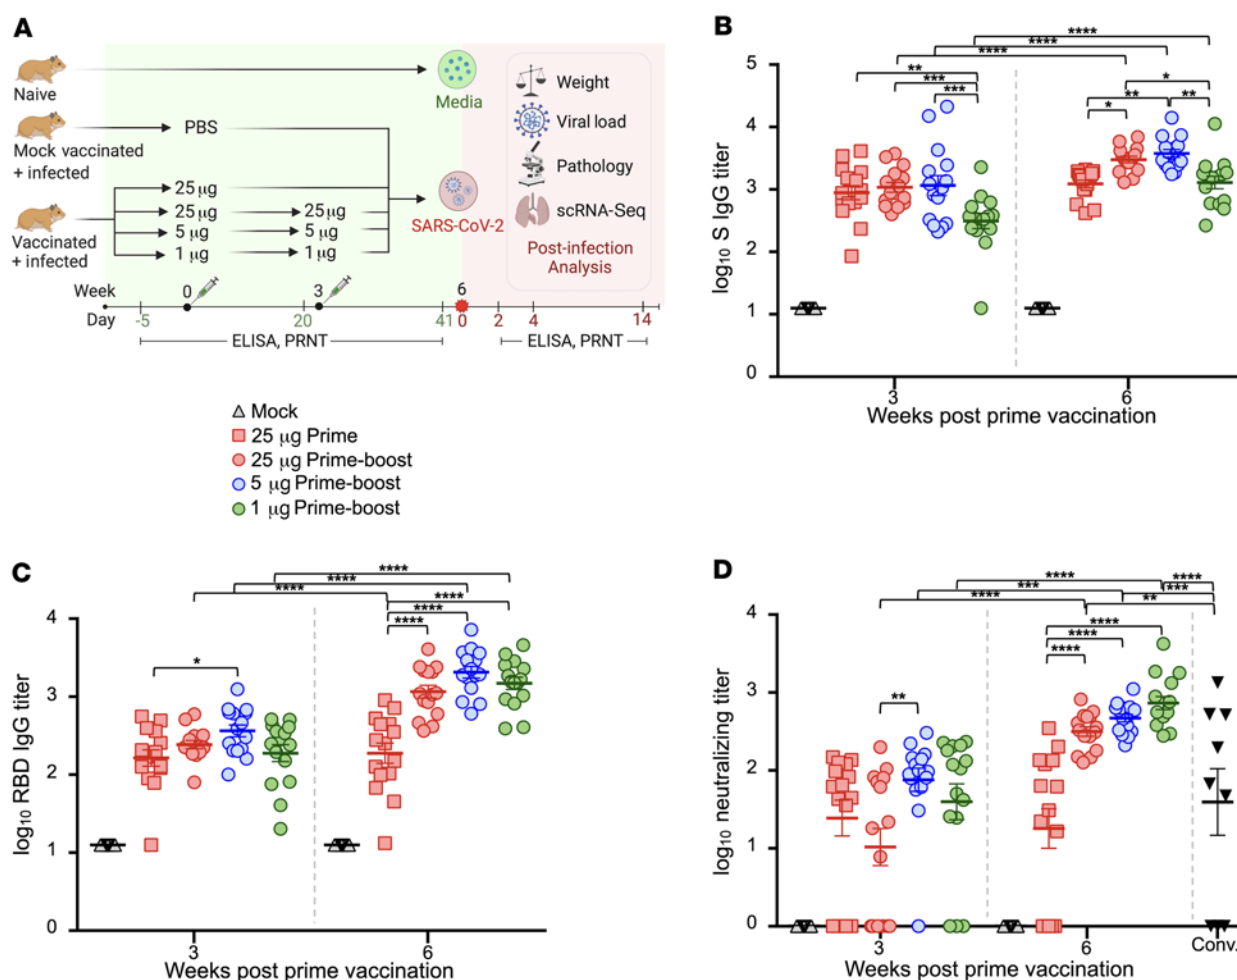 A
Naive
Media
Mock vaccinated
+ infected
PBS
Vaccinated
+ infected
25 µg
25 µg 25 µg
5 µg 5 µg
1 µg 1 µg
SARS-CoV-2
Weight
Viral load
Pathology
scRNA-Seq
Post-infection
Analysis
Week 0 3 6
Day -5 20 41 0 2 4 14
ELISA, PRNT ELISA, PRNT
Mock
25 µg Prime
25 µg Prime-boost
5 µg Prime-boost
1 µg Prime-boost
B
log10 S IgG titer
5
4
3
2
1
0
****
****
****
**
***
***
*
**
**
*
3 6
Weeks post prime vaccination
C
log10 RBD IgG titer
4
3
2
1
0
****
****
****
****
****
****
*
3 6
Weeks post prime vaccination
D
log10 neutralizing titer
4
3
2
1
0
****
****
***
***
****
**
****
****
****
**
3 6 Conv.
Weeks post prime vaccination